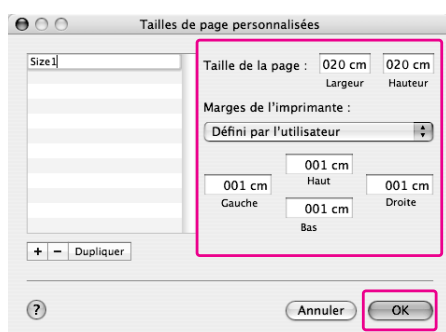 Tailles de page personnalisées
Size1
Taille de la page : 020 cm 020 cm
Largeur Hauteur
Marges de l'imprimante :
Défini par l'utilisateur
001 cm
Haut
001 cm 001 cm
Gauche Droite
001 cm
Bas
+ – Dupliquer
? Annuler OK